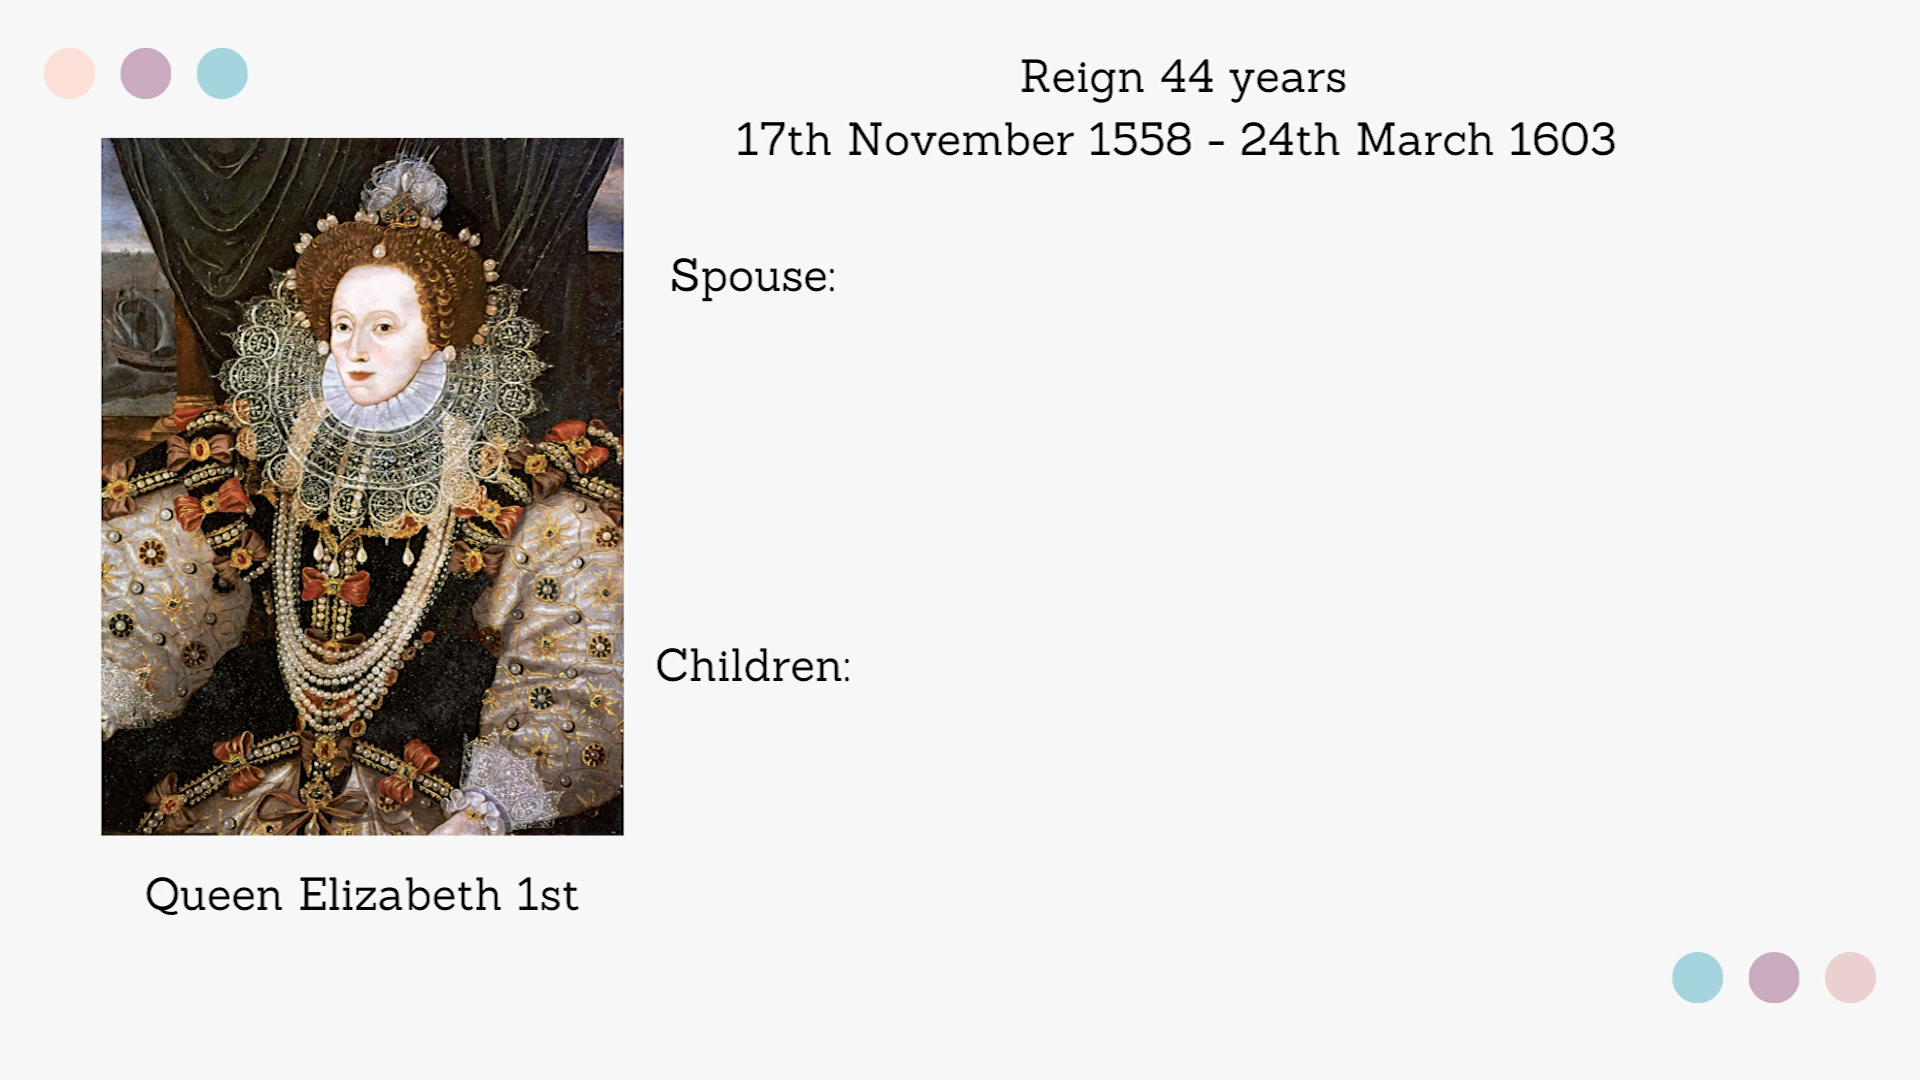 Reign 44 years
17th November 1558 - 24th March 1603
Spouse:
Children:
Queen Elizabeth 1st